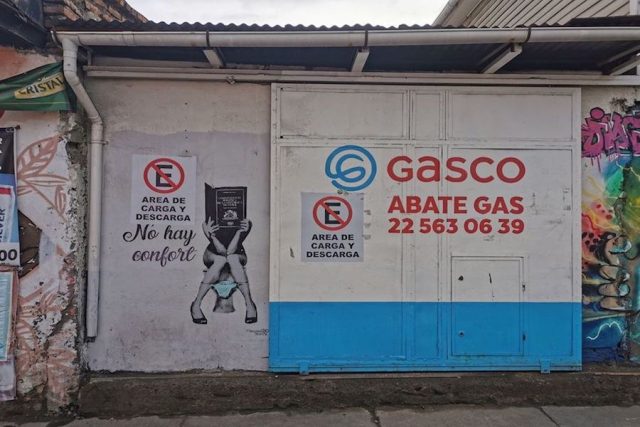 CRISTAL
E
AREA DE
CARGA Y
DESCARGA
No hay
confort
E
AREA DE
CARGA Y
DESCARGA
GASCO
ABATE GAS
22 563 06 39
00